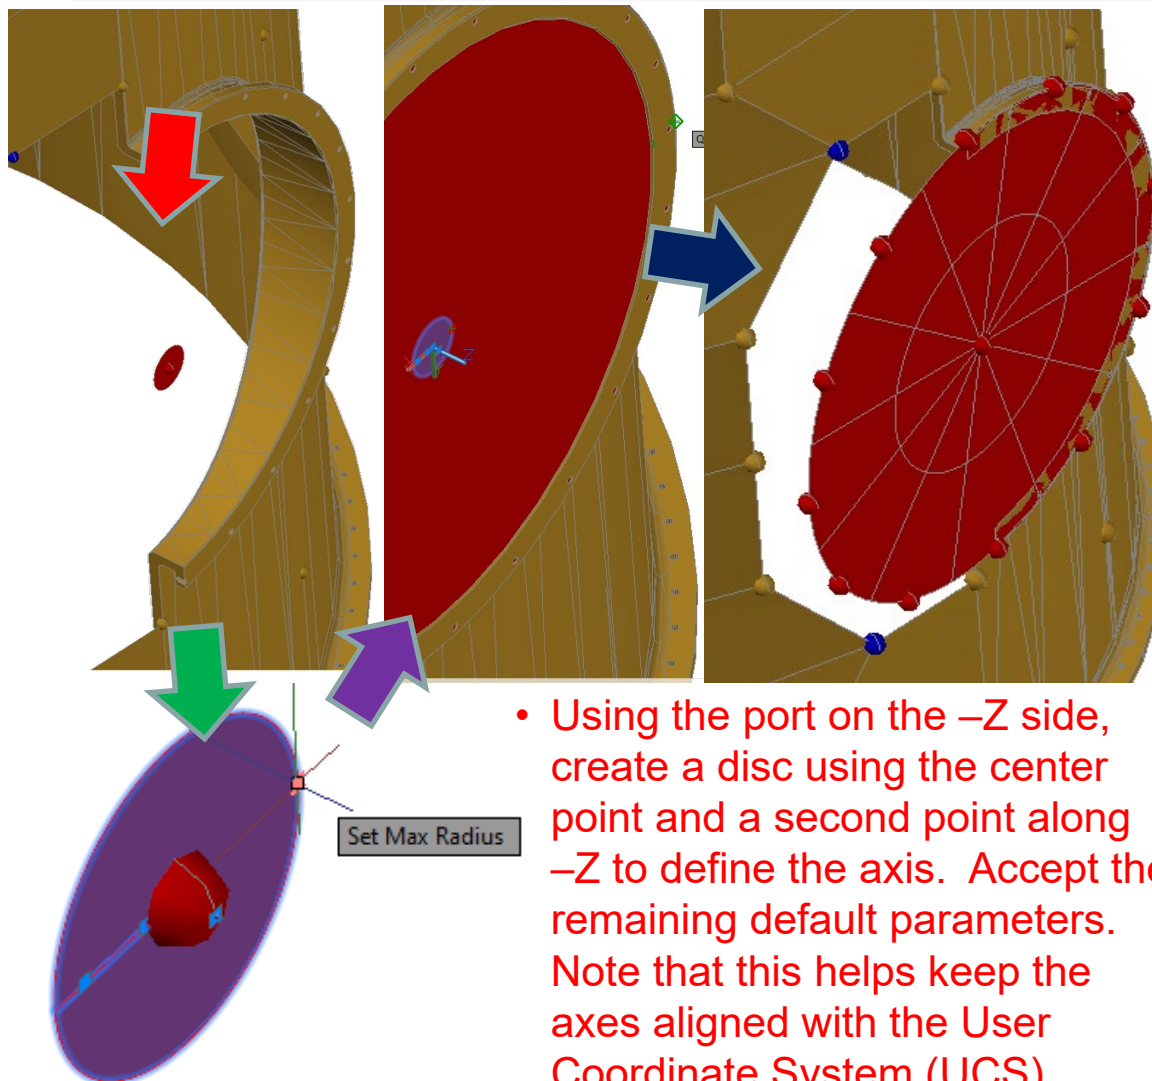 Q
Z
Set Max Radius
• Using the port on the –Z side,
create a disc using the center
point and a second point along
–Z to define the axis. Accept the
remaining default parameters.
Note that this helps keep the
axes aligned with the User
Coordinate System (UCS)